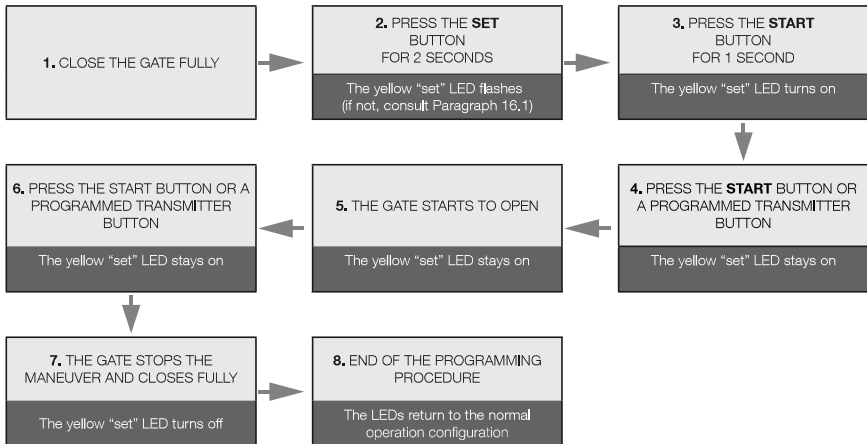 1. CLOSE THE GATE FULLY
2. PRESS THE SET
BUTTON
FOR 2 SECONDS
The yellow “set” LED flashes
(if not, consult Paragraph 16.1)
3. PRESS THE START
BUTTON
FOR 1 SECOND
The yellow “set” LED turns on
4. PRESS THE START BUTTON OR
A PROGRAMMED TRANSMITTER
BUTTON
The yellow “set” LED stays on
5. THE GATE STARTS TO OPEN
The yellow “set” LED stays on
6. PRESS THE START BUTTON OR A
PROGRAMMED TRANSMITTER
BUTTON
The yellow “set” LED stays on
7. THE GATE STOPS THE
MANEUVER AND CLOSES FULLY
The yellow “set” LED turns off
8. END OF THE PROGRAMMING
PROCEDURE
The LEDs return to the normal
operation configuration